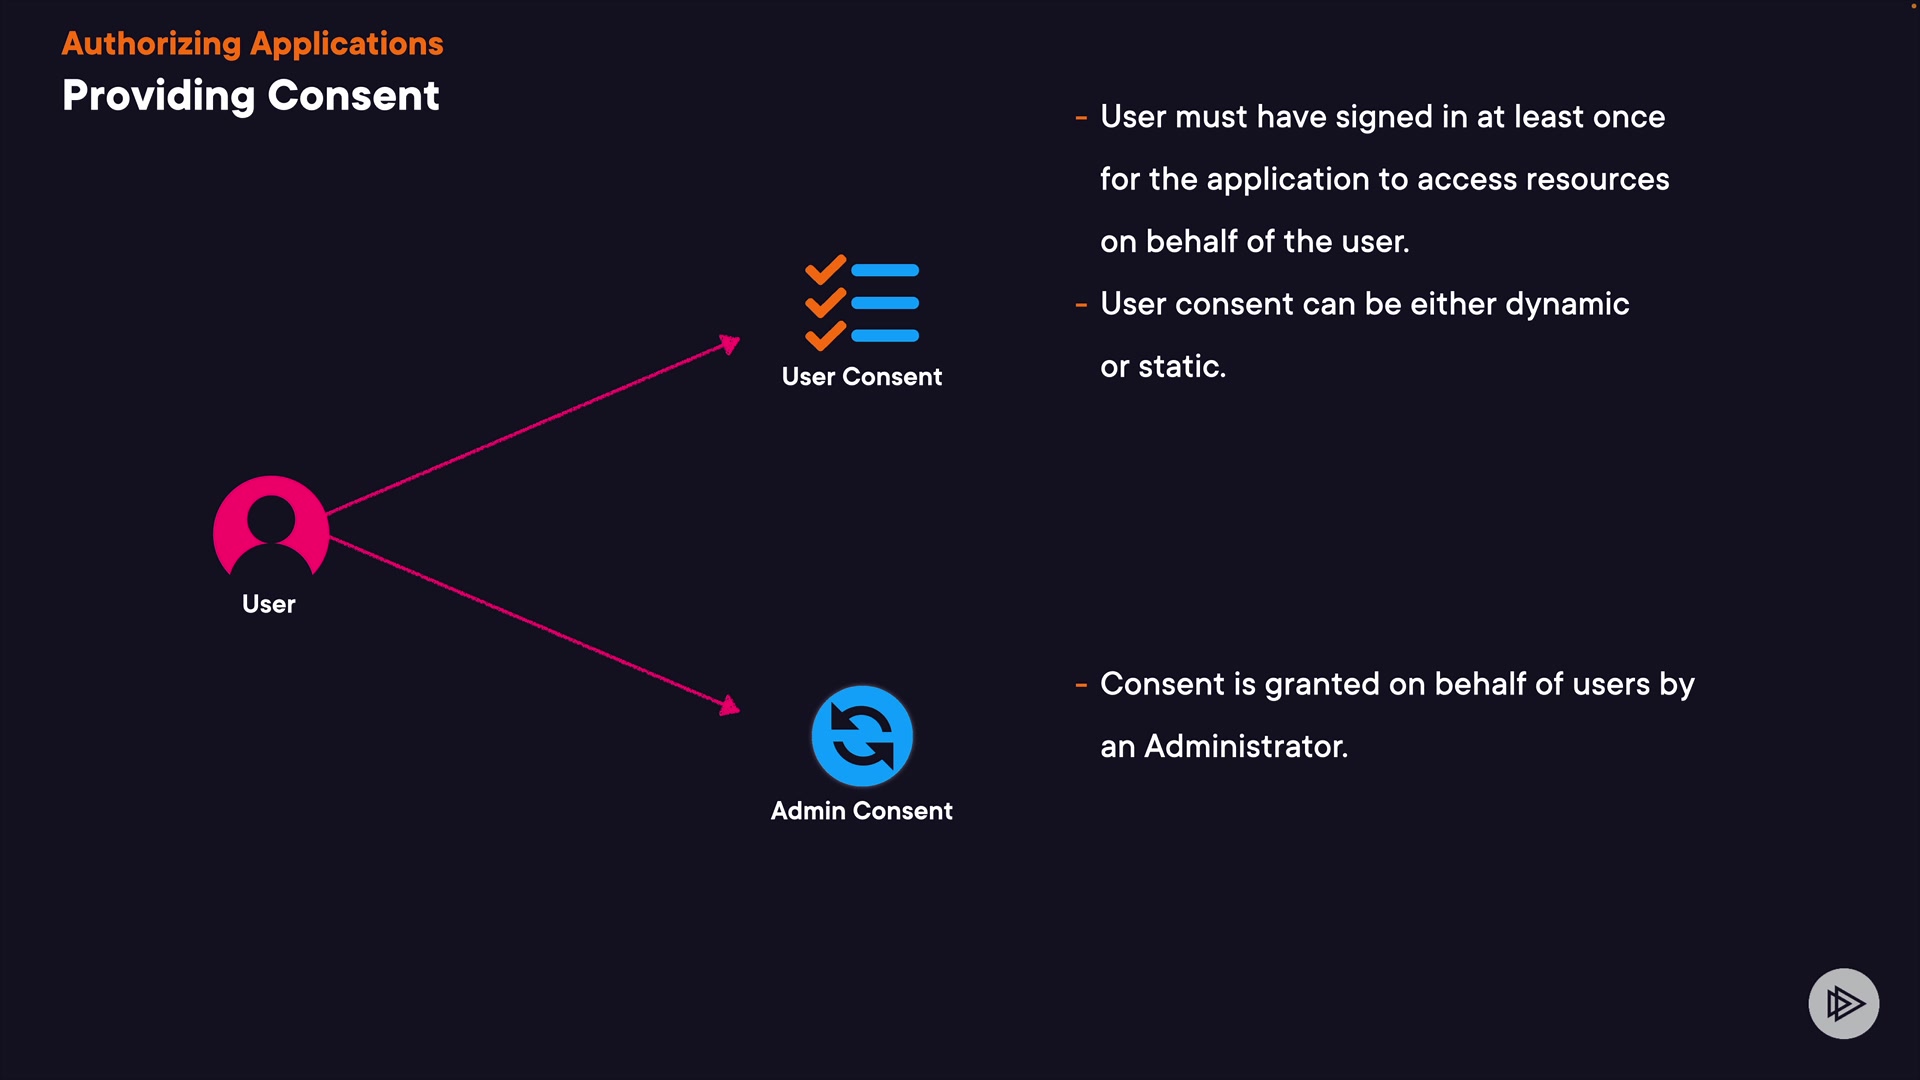 Authorizing Applications
Providing Consent
- User must have signed in at least once
for the application to access resources
on behalf of the user.
- User consent can be either dynamic
or static.
User Consent
User
- Consent is granted on behalf of users by
an Administrator.
Admin Consent